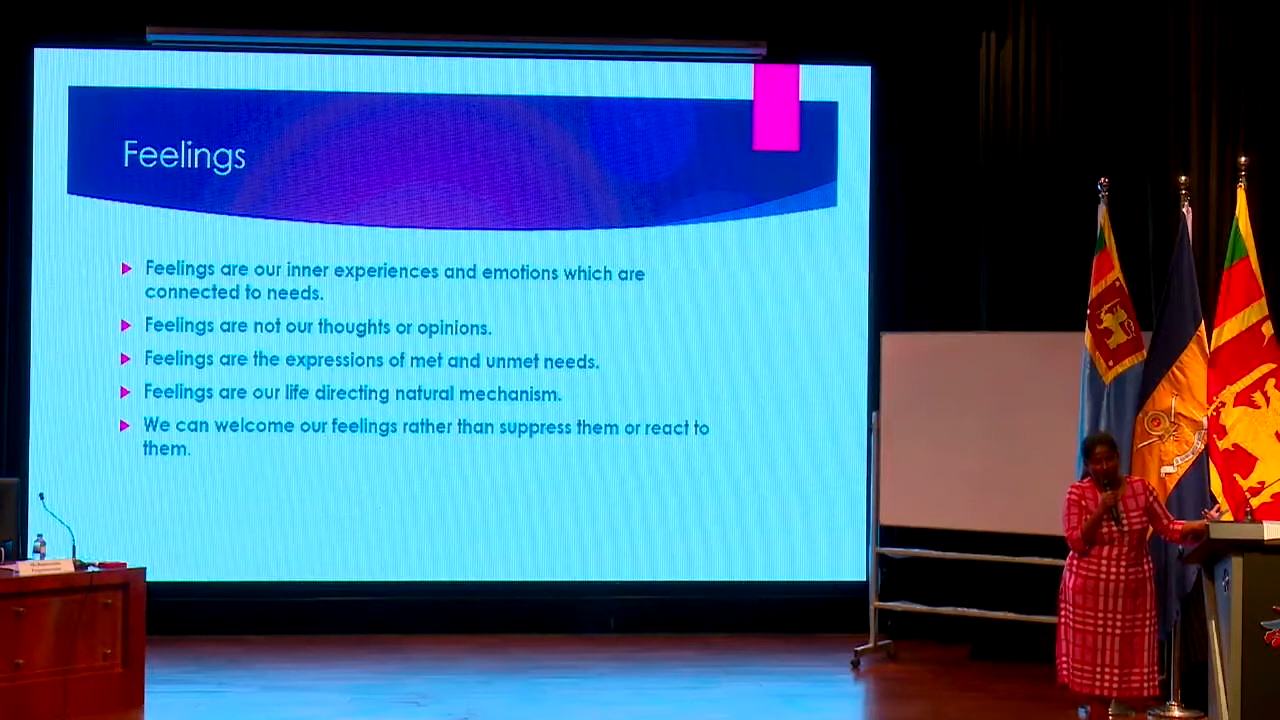 Feelings
Feelings are our inner experiences and emotions which are
connected to needs.
Feelings are not our thoughts or opinions.
Feelings are the expressions of met and unmet needs.
Feelings are our life directing natural mechanism.
We can welcome our feelings rather than suppress them or react to
them.